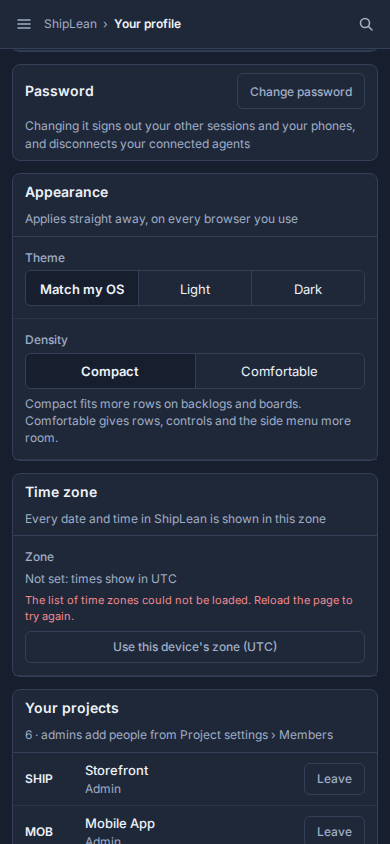 ShipLean › Your profile
Password
Change password
Changing it signs out your other sessions and your phones,
and disconnects your connected agents
Appearance
Applies straight away, on every browser you use
Theme
Match my OS Light Dark
Density
Compact Comfortable
Compact fits more rows on backlogs and boards.
Comfortable gives rows, controls and the side menu more
room.
Time zone
Every date and time in ShipLean is shown in this zone
Zone
Not set: times show in UTC
The list of time zones could not be loaded. Reload the page to
try again.
Use this device's zone (UTC)
Your projects
6 · admins add people from Project settings › Members
SHIP Storefront Leave
Admin
MOB Mobile App Leave
Admin